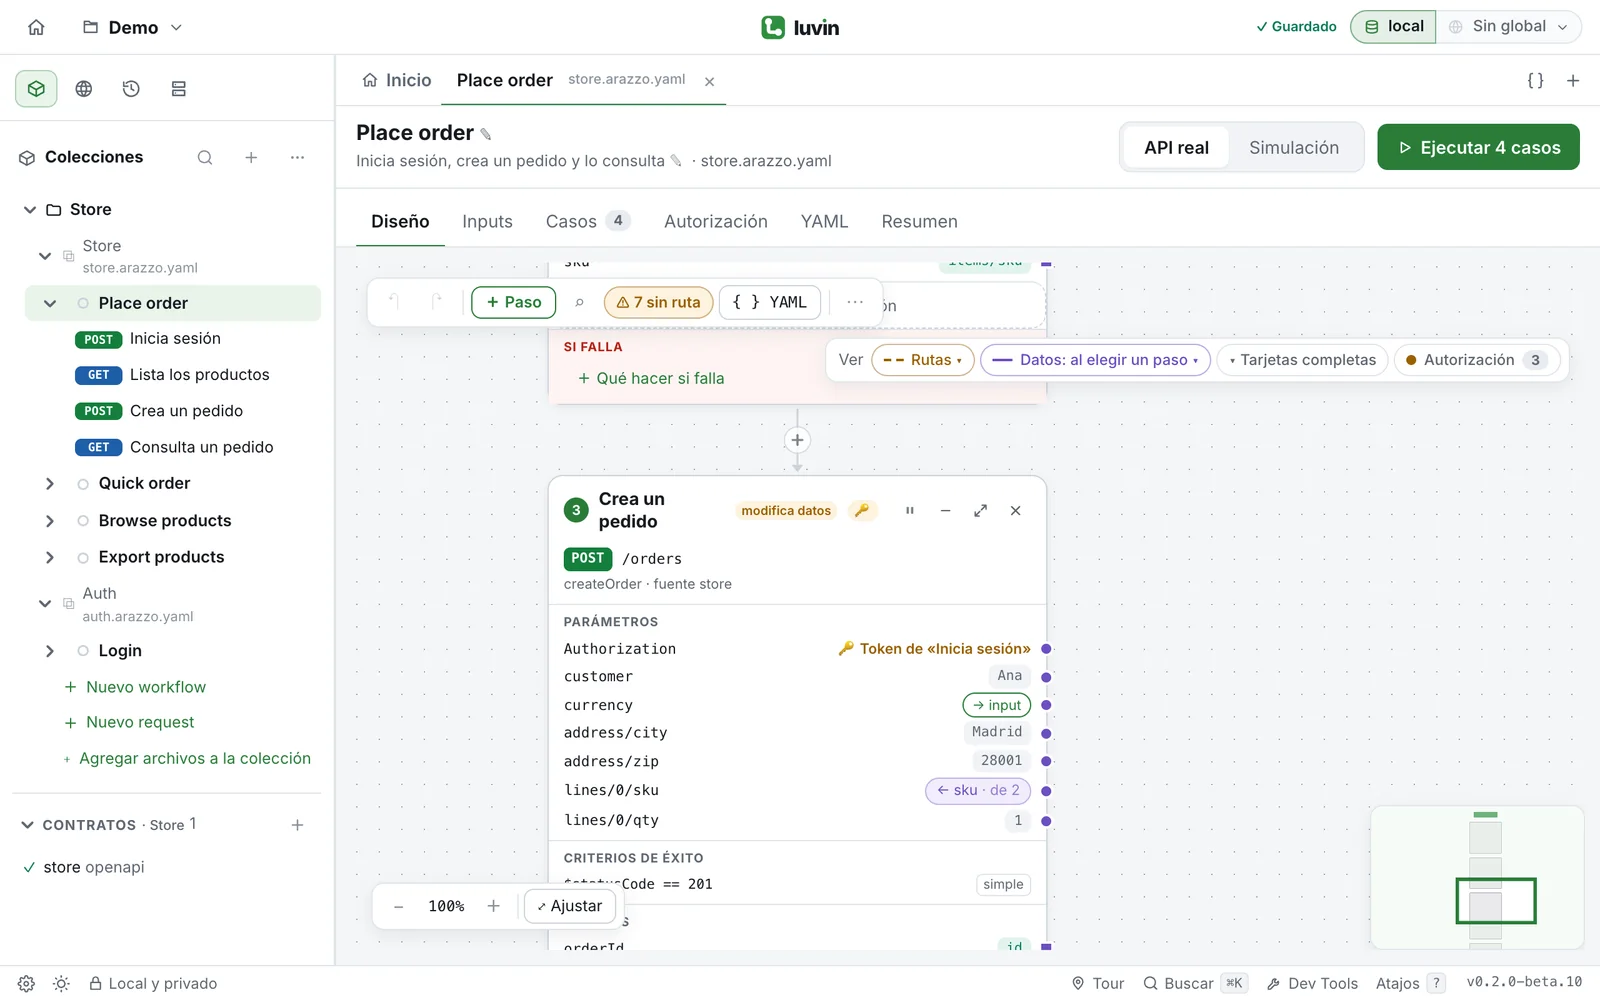 Demo
luvin
Guardado
local
Sin global
Inicio
Place order store.arazzo.yaml
Colecciones
Place order
Inicia sesión, crea un pedido y lo consulta · store.arazzo.yaml
API real
Simulación
Ejecutar 4 casos
Store
Store
store.arazzo.yaml
Place order
POST Inicia sesión
GET Lista los productos
POST Crea un pedido
GET Consulta un pedido
Quick order
Browse products
Export products
Auth
auth.arazzo.yaml
Login
+ Nuevo workflow
+ Nuevo request
+ Agregar archivos a la colección
CONTRATOS · Store 1
store openapi
Diseño
Inputs
Casos 4
Autorización
YAML
Resumen
sku items/sku
+ Paso
7 sin ruta
{ } YAML
...
ón
SI FALLA
+ Qué hacer si falla
Ver
Rutas
Datos: al elegir un paso
Tarjetas completas
Autorización 3
3 Crea un pedido
modifica datos
POST /orders
createOrder · fuente store
PARÁMETROS
Authorization Token de «Inicia sesión»
customer Ana
currency → input
address/city Madrid
address/zip 28001
lines/0/sku ← sku · de 2
lines/0/qty 1
CRITERIOS DE ÉXITO
$statusCode == 201 simple
S
orderId id
− 100% +
Ajustar
Local y privado
Tour
Buscar ⌘K
Dev Tools
Atajos ?
v0.2.0-beta.10